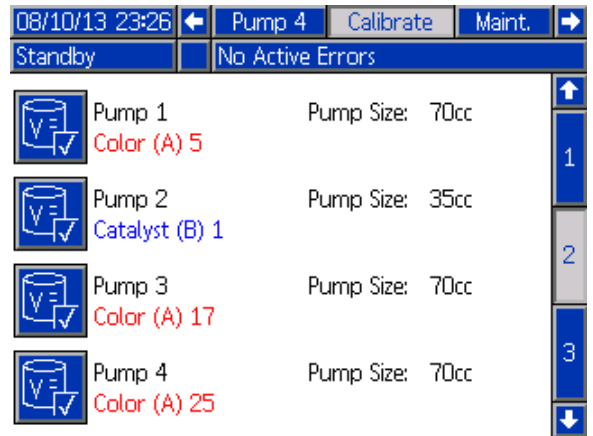 08/10/13 23:26 Pump 4 Calibrate Maint.
Standby No Active Errors
Pump 1 Pump Size: 70cc
Color (A) 5
1
Pump 2 Pump Size: 35cc
Catalyst (B) 1
2
Pump 3 Pump Size: 70cc
Color (A) 17
3
Pump 4 Pump Size: 70cc
Color (A) 25